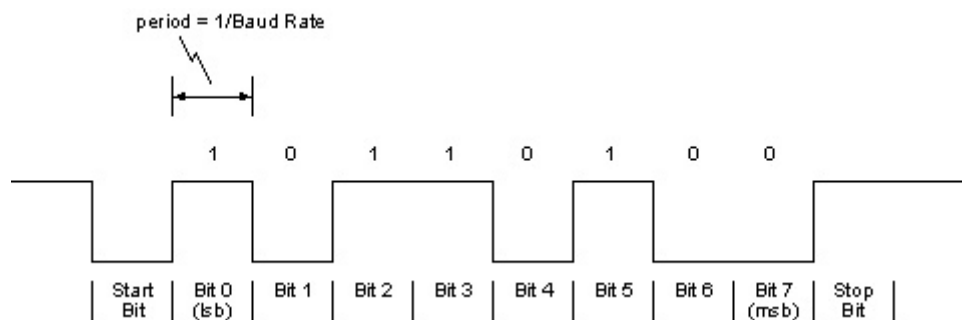 period = 1/Baud Rate
1 0 1 1 0 1 0 0
Start Bit 0 Bit 1 Bit 2 Bit 3 Bit 4 Bit 5 Bit 6 Bit 7 Stop
Bit (lsb) (msb) Bit